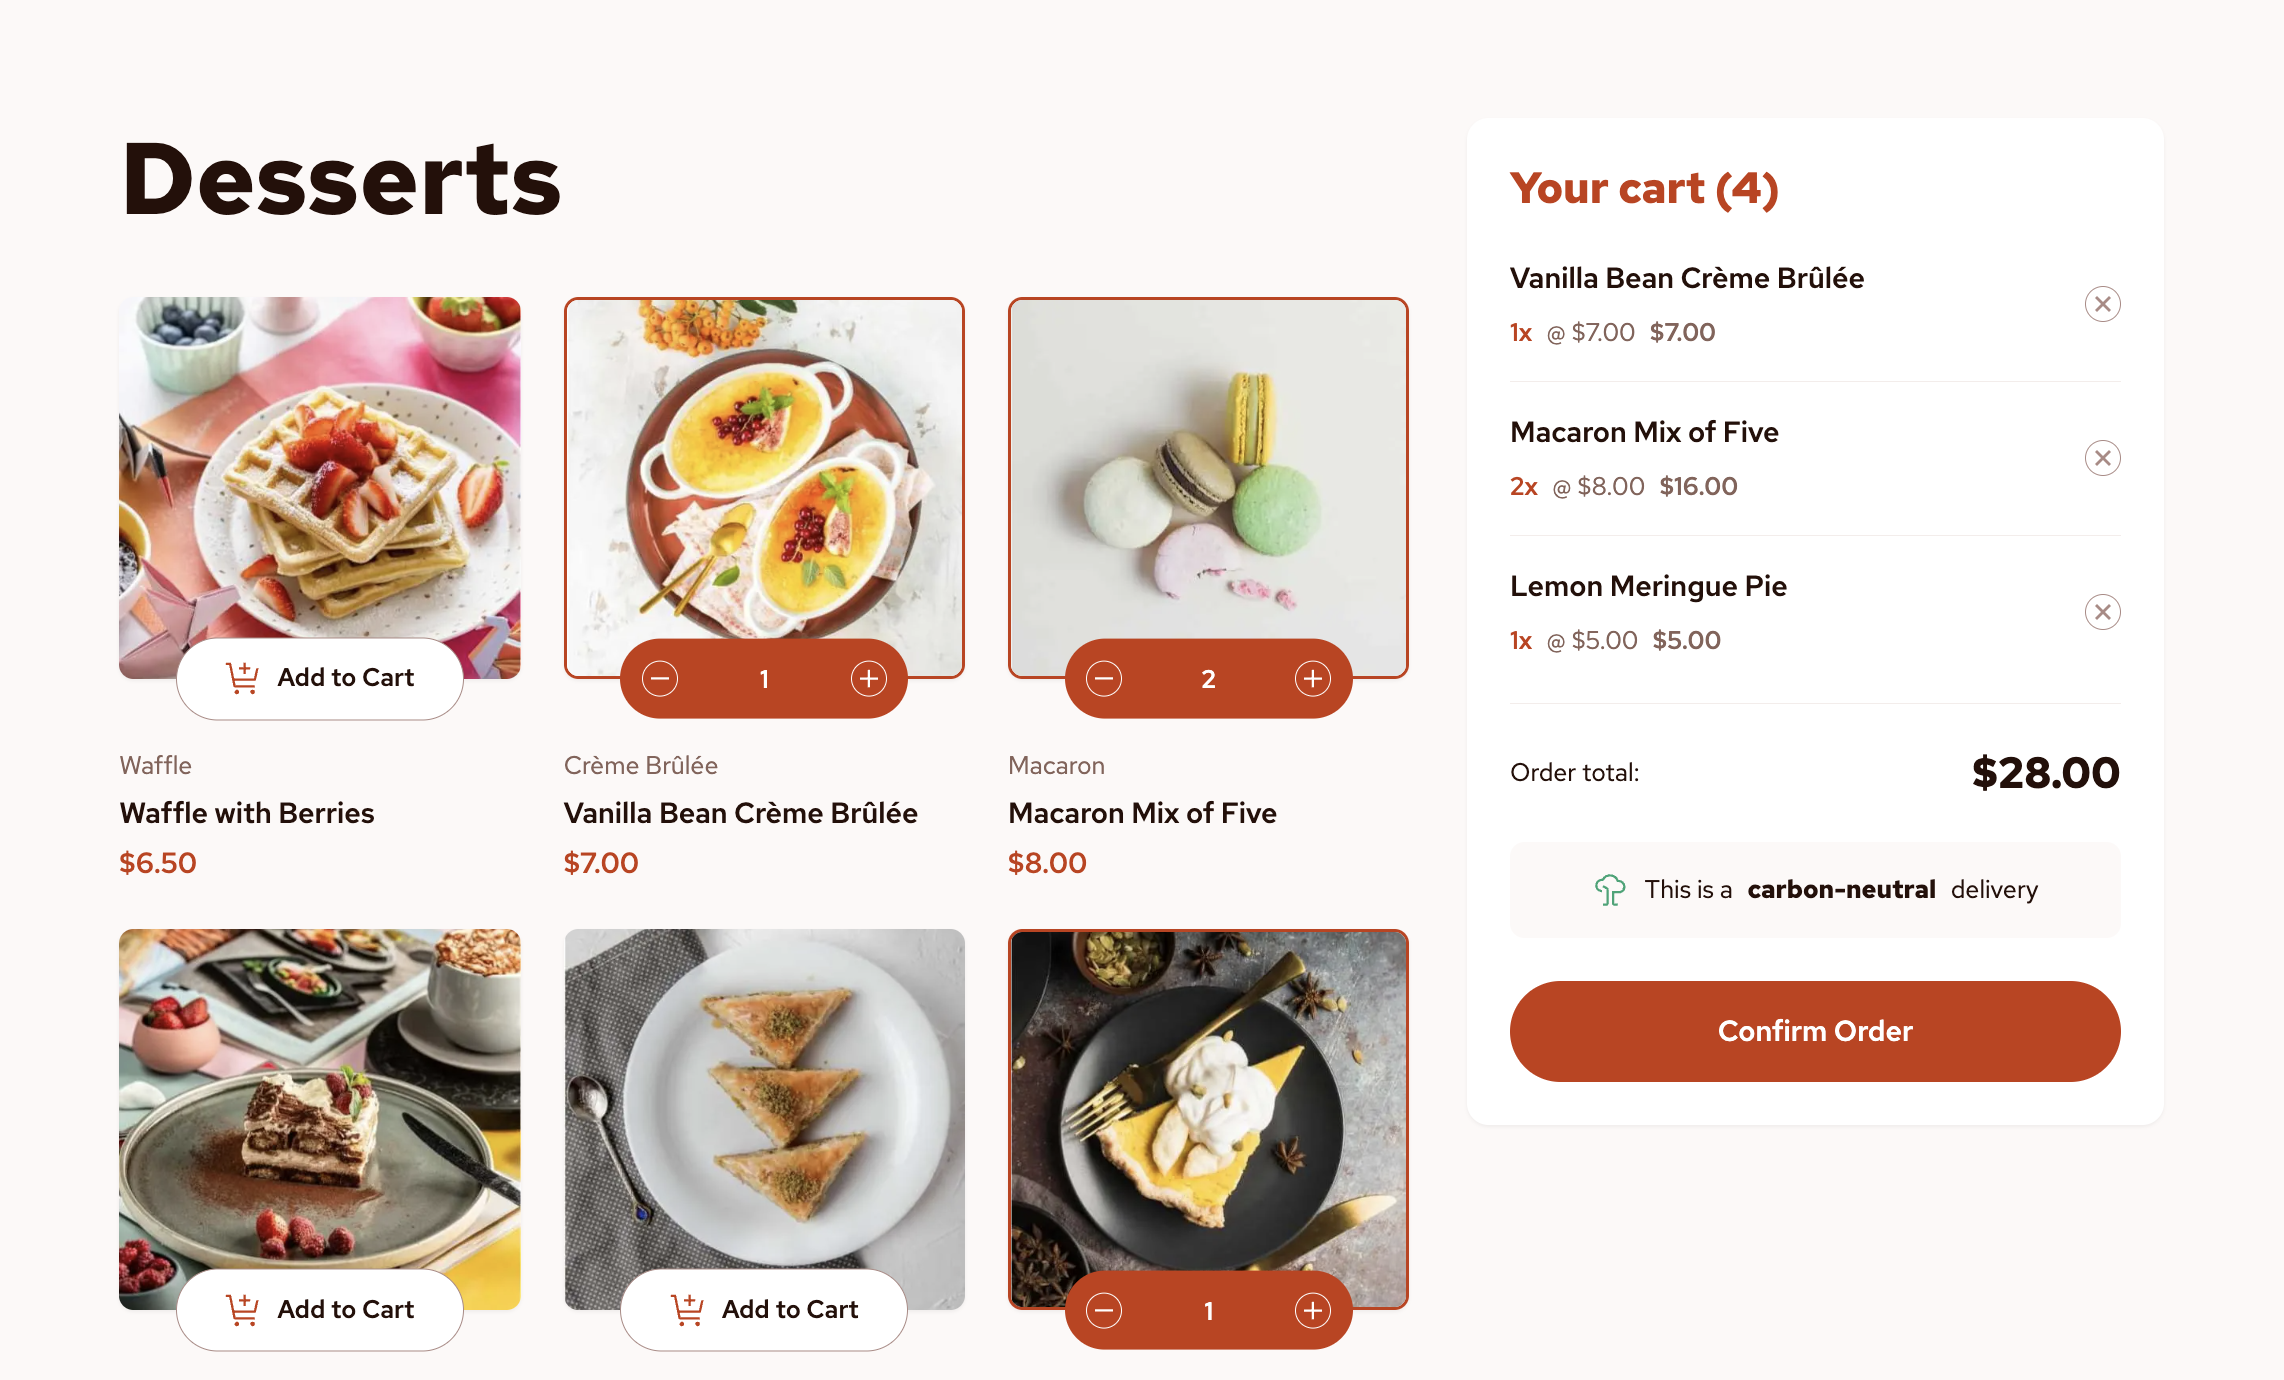 Desserts
Add to Cart
Waffle
Waffle with Berries
$6.50
1
Crème Brûlée
Vanilla Bean Crème Brûlée
$7.00
2
Macaron
Macaron Mix of Five
$8.00
Add to Cart
Add to Cart
1
Your cart (4)
Vanilla Bean Crème Brûlée
1x @ $7.00 $7.00
Macaron Mix of Five
2x @ $8.00 $16.00
Lemon Meringue Pie
1x @ $5.00 $5.00
Order total: $28.00
This is a carbon-neutral delivery
Confirm Order